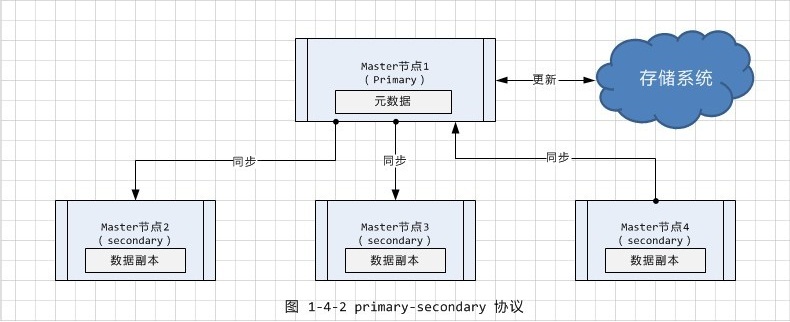 Master节点1
( Primary)
元数据
更新
存储系统
同步
同步
同步
Master节点2
( secondary)
数据副本
Master节点3
( secondary)
数据副本
Master节点4
( secondary)
数据副本
图 1-4-2 primary-secondary 协议